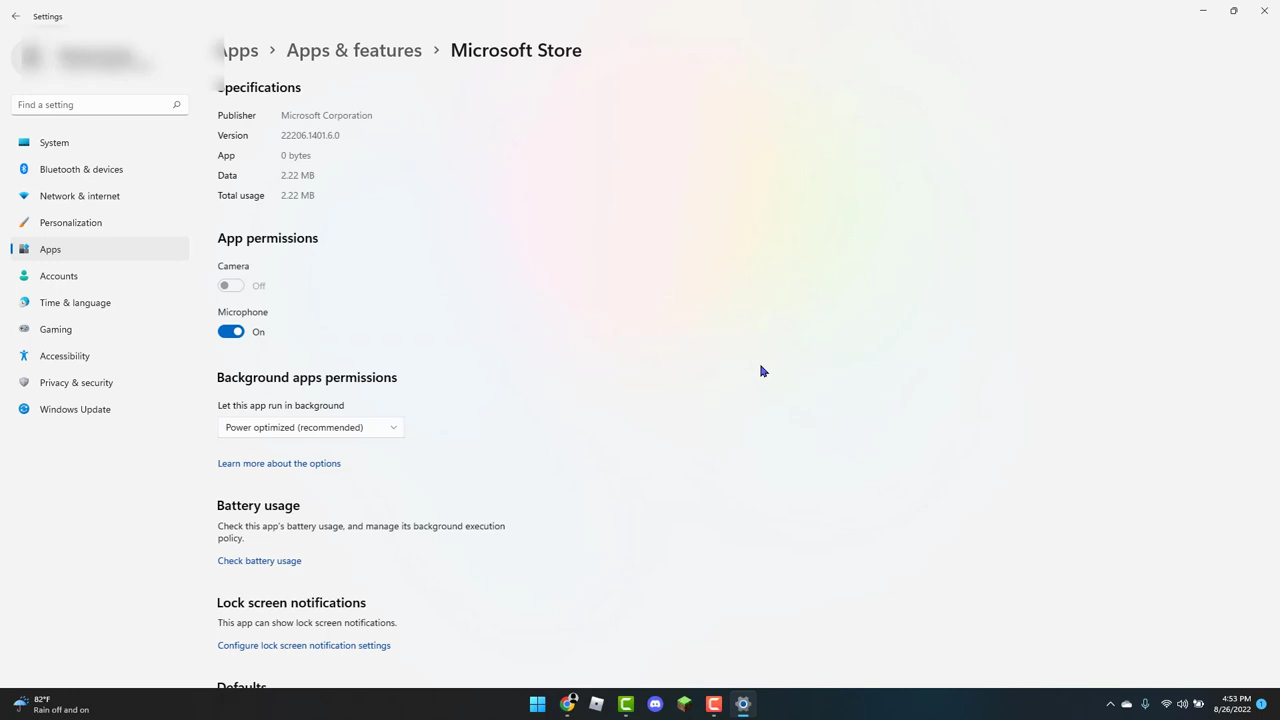 Settings
Apps > Apps & features > Microsoft Store
Find a setting
System
Bluetooth & devices
Network & internet
Personalization
Apps
Accounts
Time & language
Gaming
Accessibility
Privacy & security
Windows Update
Specifications
Publisher Microsoft Corporation
Version 22206.1401.6.0
App 0 bytes
Data 2.22 MB
Total usage 2.22 MB
App permissions
Camera
Off
Microphone
On
Background apps permissions
Let this app run in background
Power optimized (recommended)
Learn more about the options
Battery usage
Check this app's battery usage, and manage its background execution
policy.
Check battery usage
Lock screen notifications
This app can show lock screen notifications.
Configure lock screen notification settings
Defaults
82°F
Rain off and on
4:53 PM
8/26/2022
1